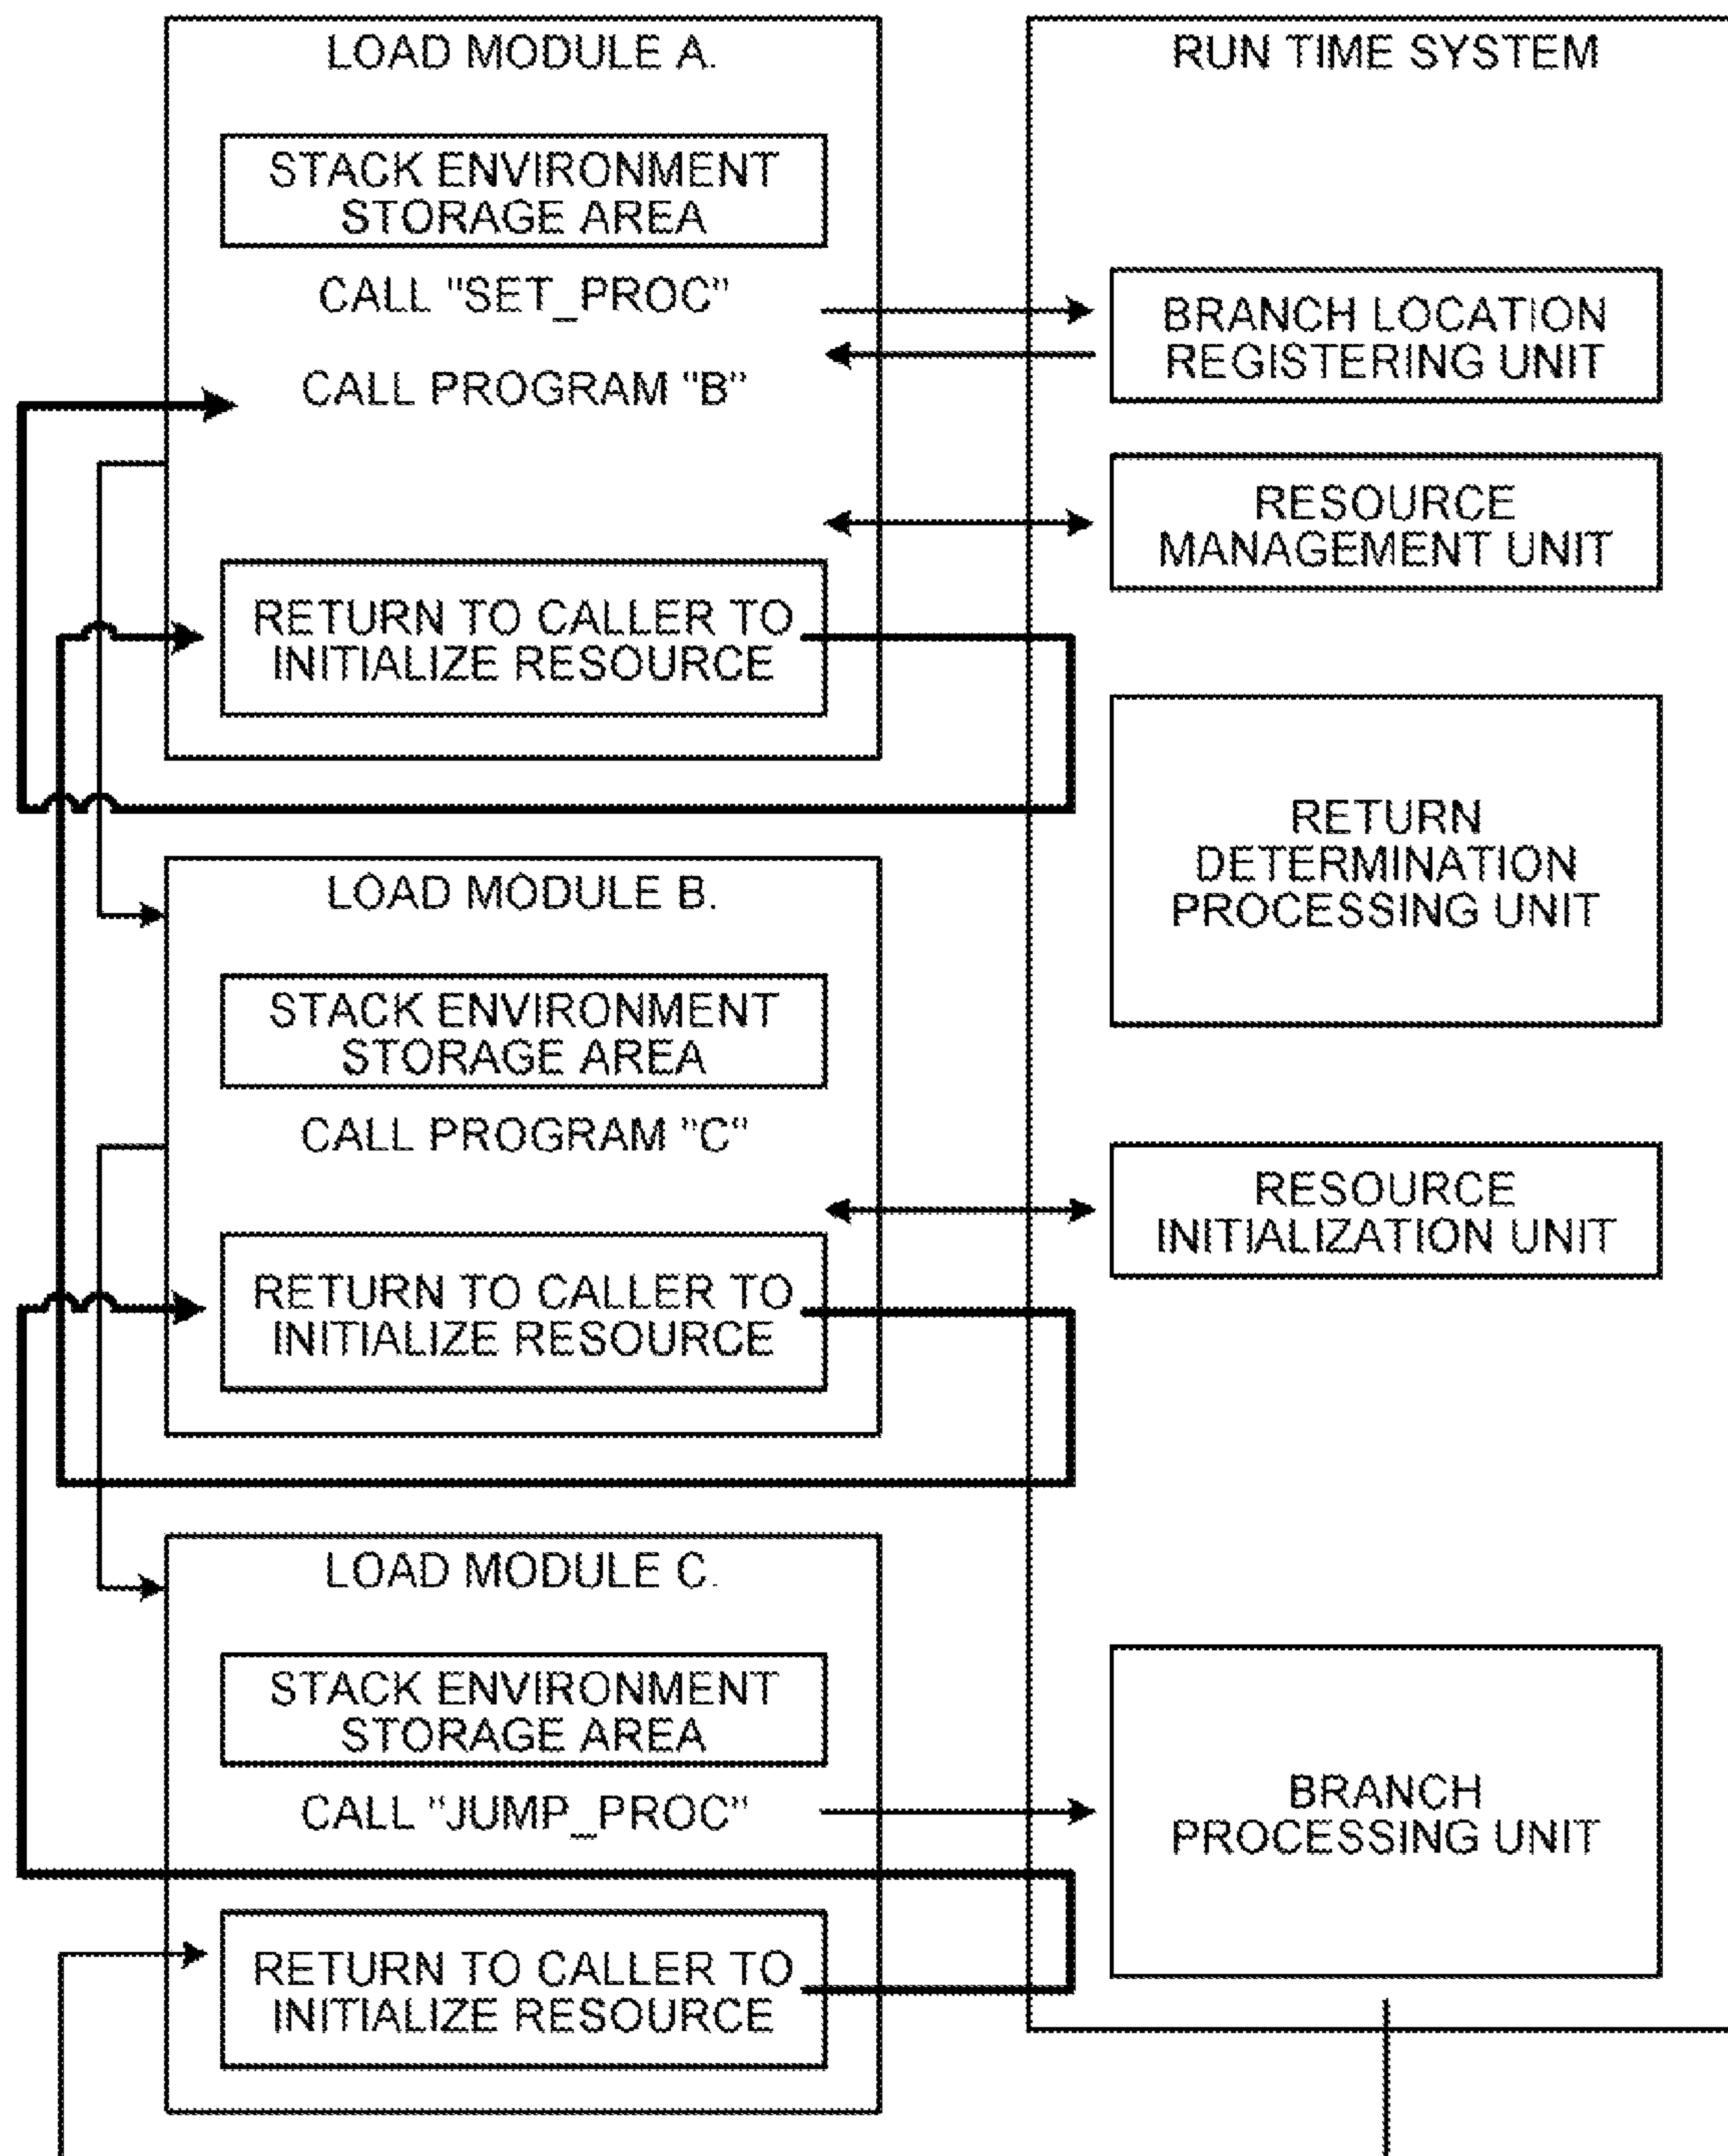 LOAD MODULE A.
STACK ENVIRONMENT
STORAGE AREA
CALL "SET_PROC"
CALL PROGRAM "B"
RETURN TO CALLER TO
INITIALIZE RESOURCE
LOAD MODULE B.
STACK ENVIRONMENT
STORAGE AREA
CALL PROGRAM "C"
RETURN TO CALLER TO
INITIALIZE RESOURCE
LOAD MODULE C.
STACK ENVIRONMENT
STORAGE AREA
CALL "JUMP_PROC"
RETURN TO CALLER TO
INITIALIZE RESOURCE
RUN TIME SYSTEM
BRANCH LOCATION
REGISTERING UNIT
RESOURCE
MANAGEMENT UNIT
RETURN
DETERMINATION
PROCESSING UNIT
RESOURCE
INITIALIZATION UNIT
BRANCH
PROCESSING UNIT